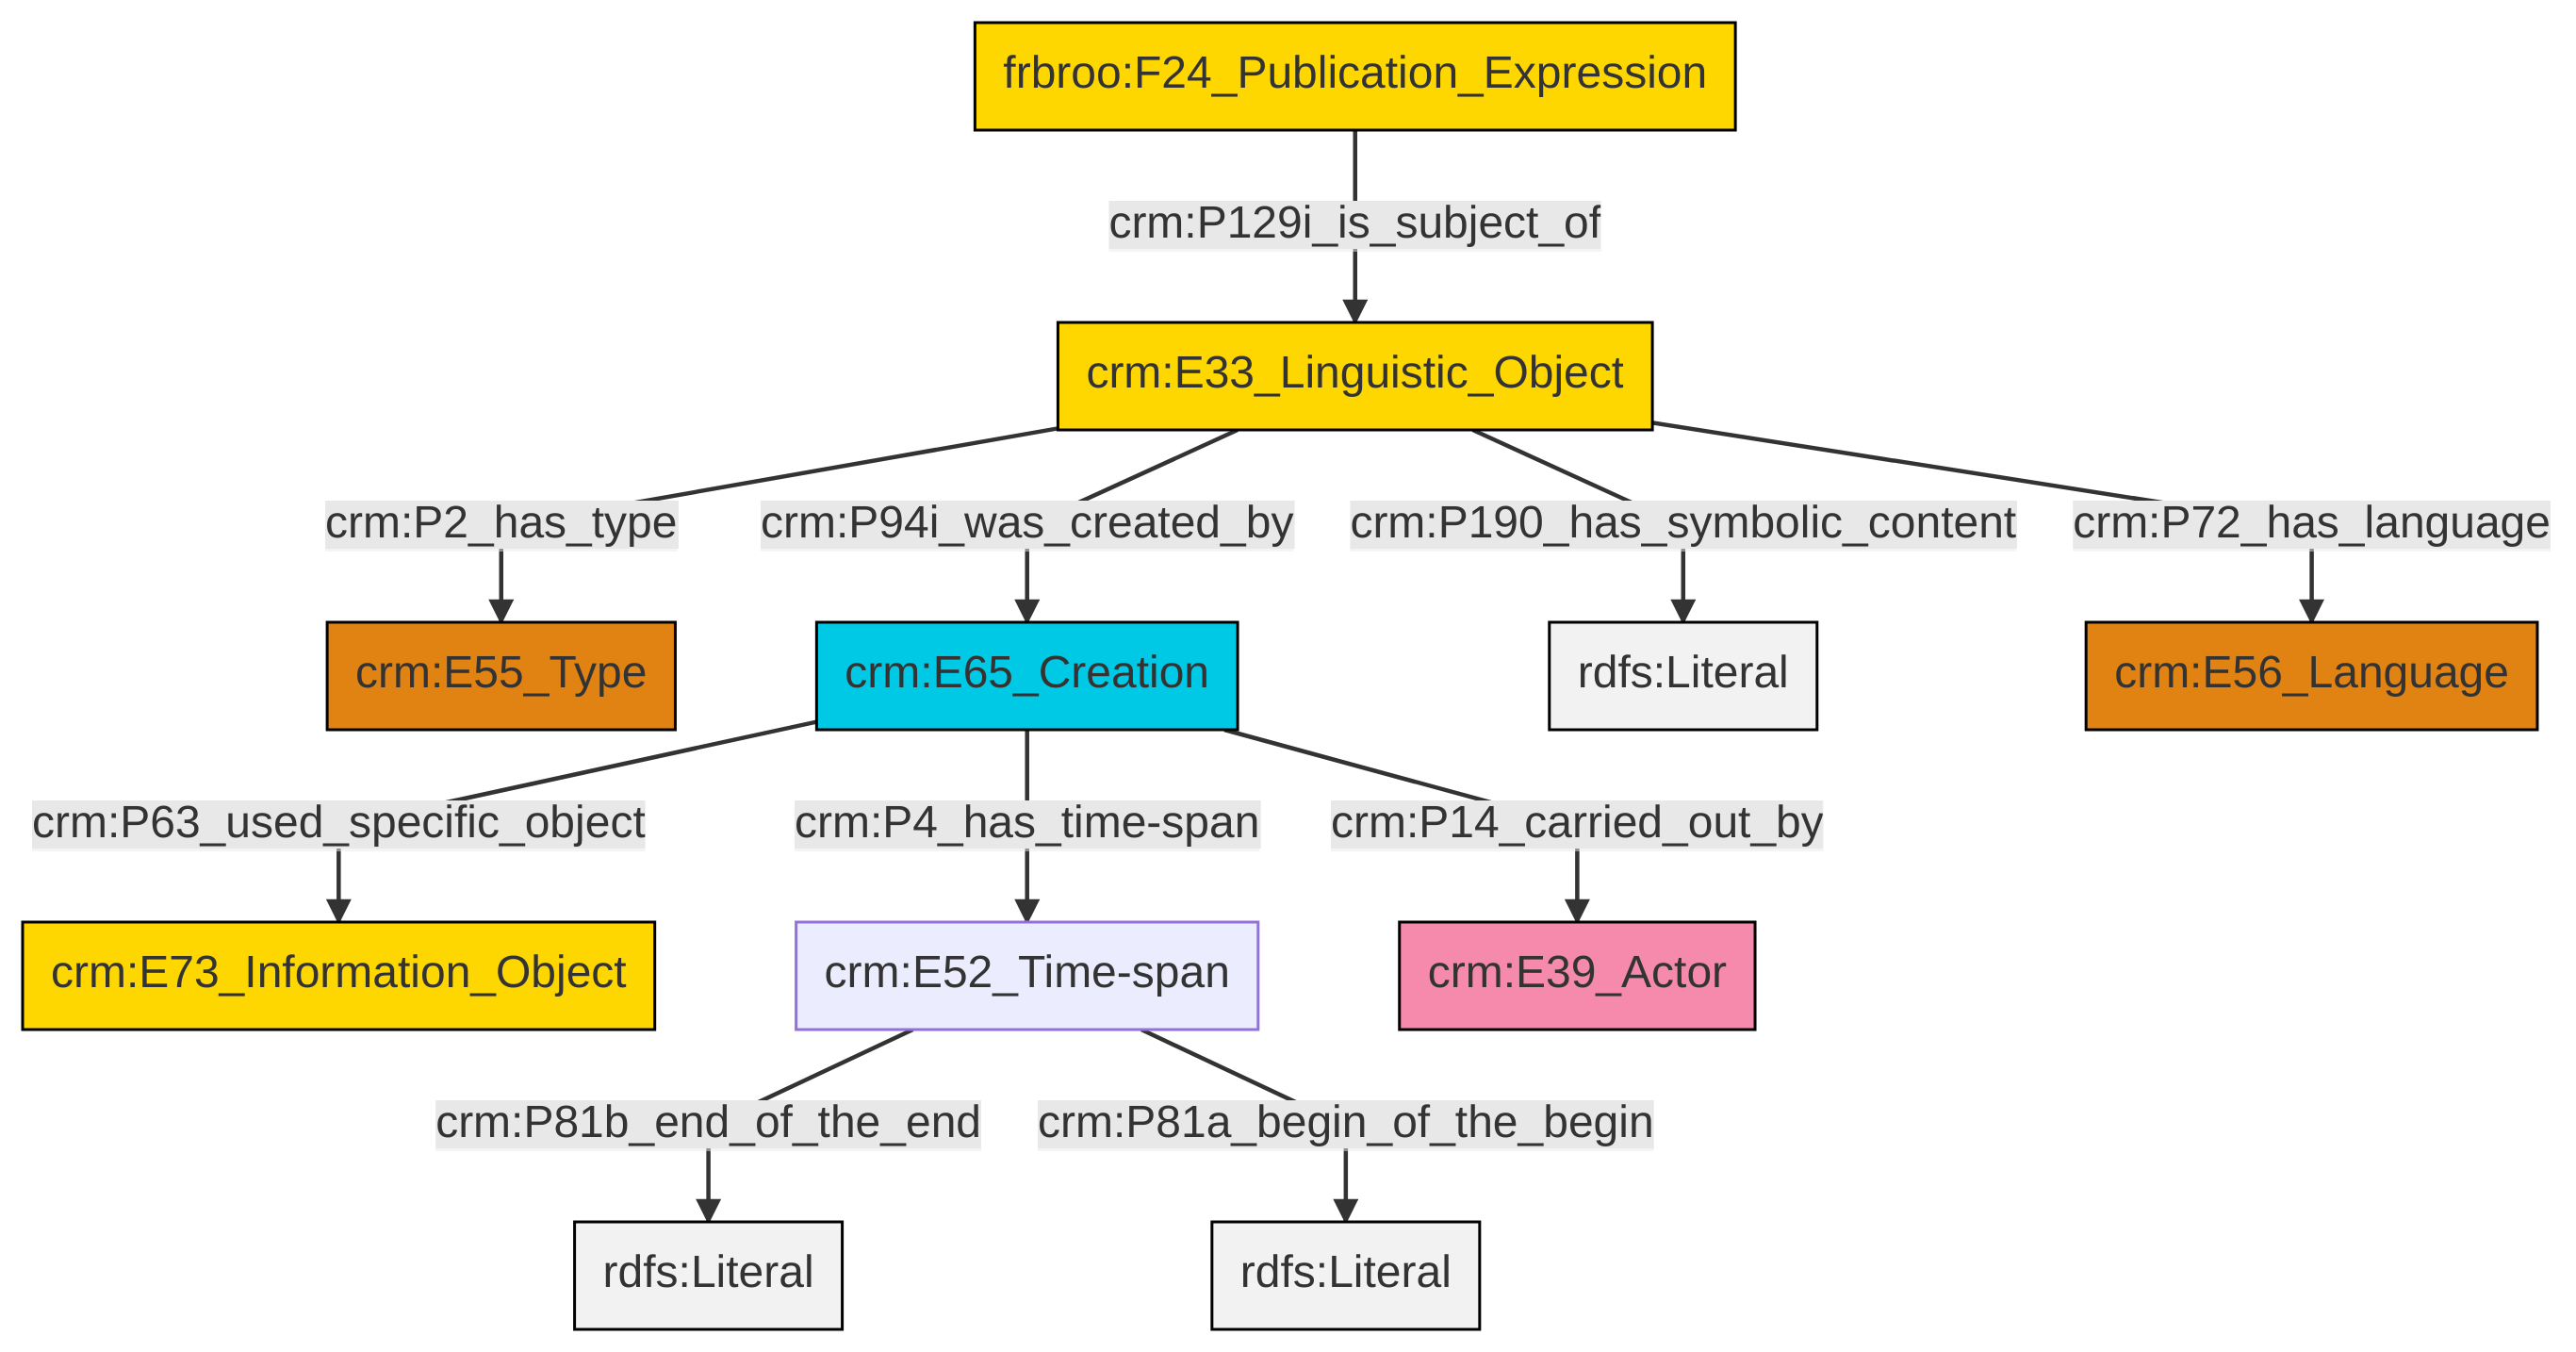 frbroo:F24_Publication_Expression
crm:P129i_is_subject_of
crm:E33_Linguistic_Object
crm:P2_has_type
crm:P94i_was_created_by
crm:P190_has_symbolic_content
crm:P72_has_language
crm:E55_Type
crm:E65_Creation
rdfs:Literal
crm:E56_Language
crm:P63_used_specific_object
crm:P4_has_time-span
crm:P14_carried_out_by
crm:E73_Information_Object
crm:E52_Time-span
crm:E39_Actor
crm:P81b_end_of_the_end
crm:P81a_begin_of_the_begin
rdfs:Literal
rdfs:Literal